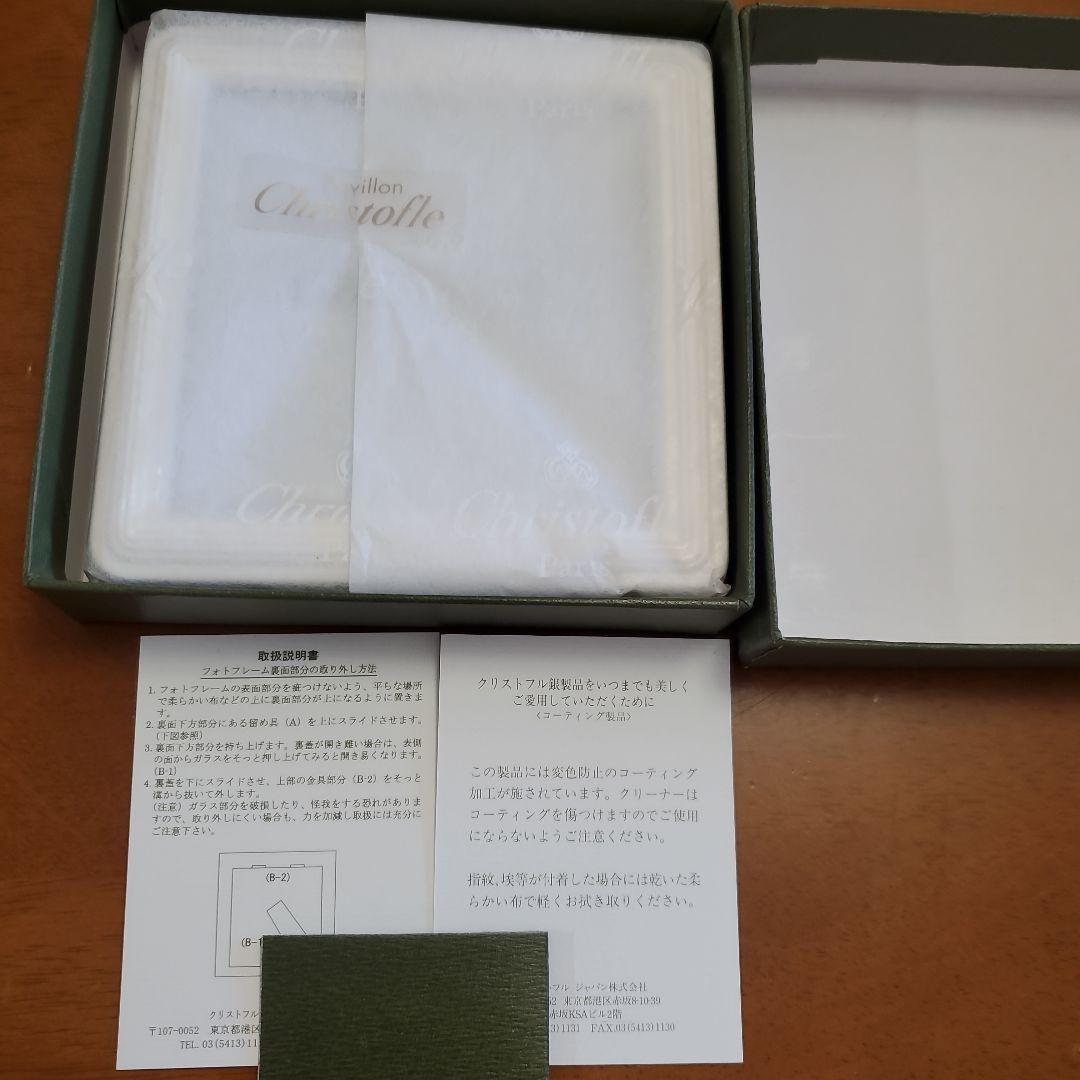 Paris
villon
Christofle
Christofl
Paris
取扱説明書
フォトフレーム裏面部分の取り外し方法
1. フォトフレームの表面部分を疵つけないよう、平らな場所
で柔らかい布などの上に裏面部分が上になるように置きま
す。
2. 裏面下方部分にある留め具（A）を上にスライドさせます。
（下図参照）
3. 裏面下方部分を持ち上げます。裏蓋が開き難い場合は、表側
の面からガラスをそっと押し上げてみると開き易くなります。
(B-1)
4. 裏蓋を下にスライドさせ、上部の金具部分（B-2）をそっと
溝から抜いて外します。
（注意）ガラス部分を破損したり、怪我をする恐れがありま
すので、取り外しにくい場合も、力を加減し取扱には充分に
ご注意下さい。
(B-2)
(B-1
クリストフル
〒107-0052 東京都港区
TEL. 03(5413)11
クリストフル銀製品をいつまでも美しく
ご愛用していただくために
〈コーティング製品〉
この製品には変色防止のコーティング
加工が施されています。クリーナーは
コーティングを傷つけますのでご使用
にならないようご注意ください。
指紋、埃等が付着した場合には乾いた柔
らかい布で軽くお拭き取りください。
トフル ジャパン株式会社
52 東京都港区赤坂8-10-39
赤坂KSAビル2階
3)1131 FAX.03(5413)1130